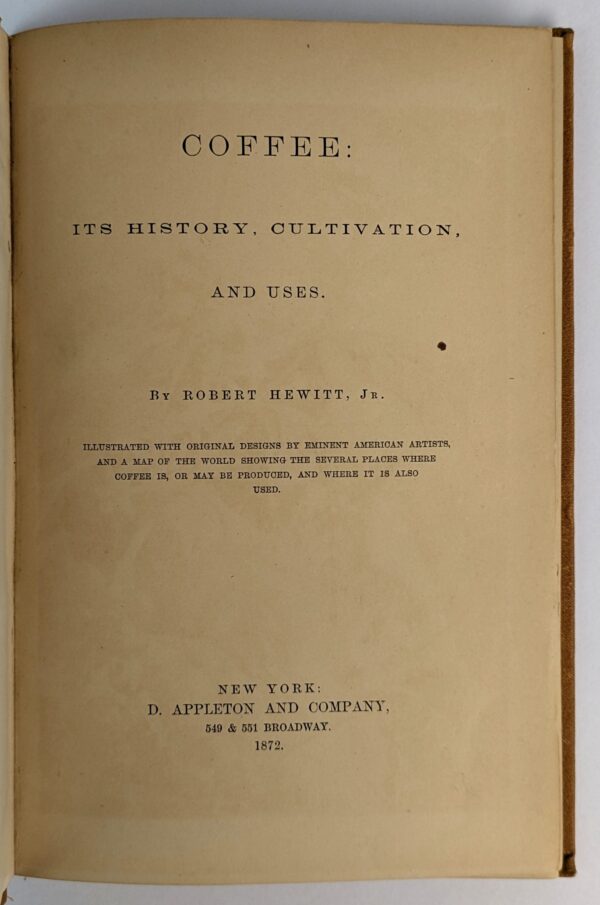 COFFEE:
ITS HISTORY, CULTIVATION,
AND USES.
By ROBERT HEWITT, Jr.
ILLUSTRATED WITH ORIGINAL DESIGNS BY EMINENT AMERICAN ARTISTS,
AND A MAP OF THE WORLD SHOWING THE SEVERAL PLACES WHERE
COFFEE IS, OR MAY BE PRODUCED, AND WHERE IT IS ALSO
USED.
NEW YORK:
D. APPLETON AND COMPANY,
549 & 551 BROADWAY.
1872.